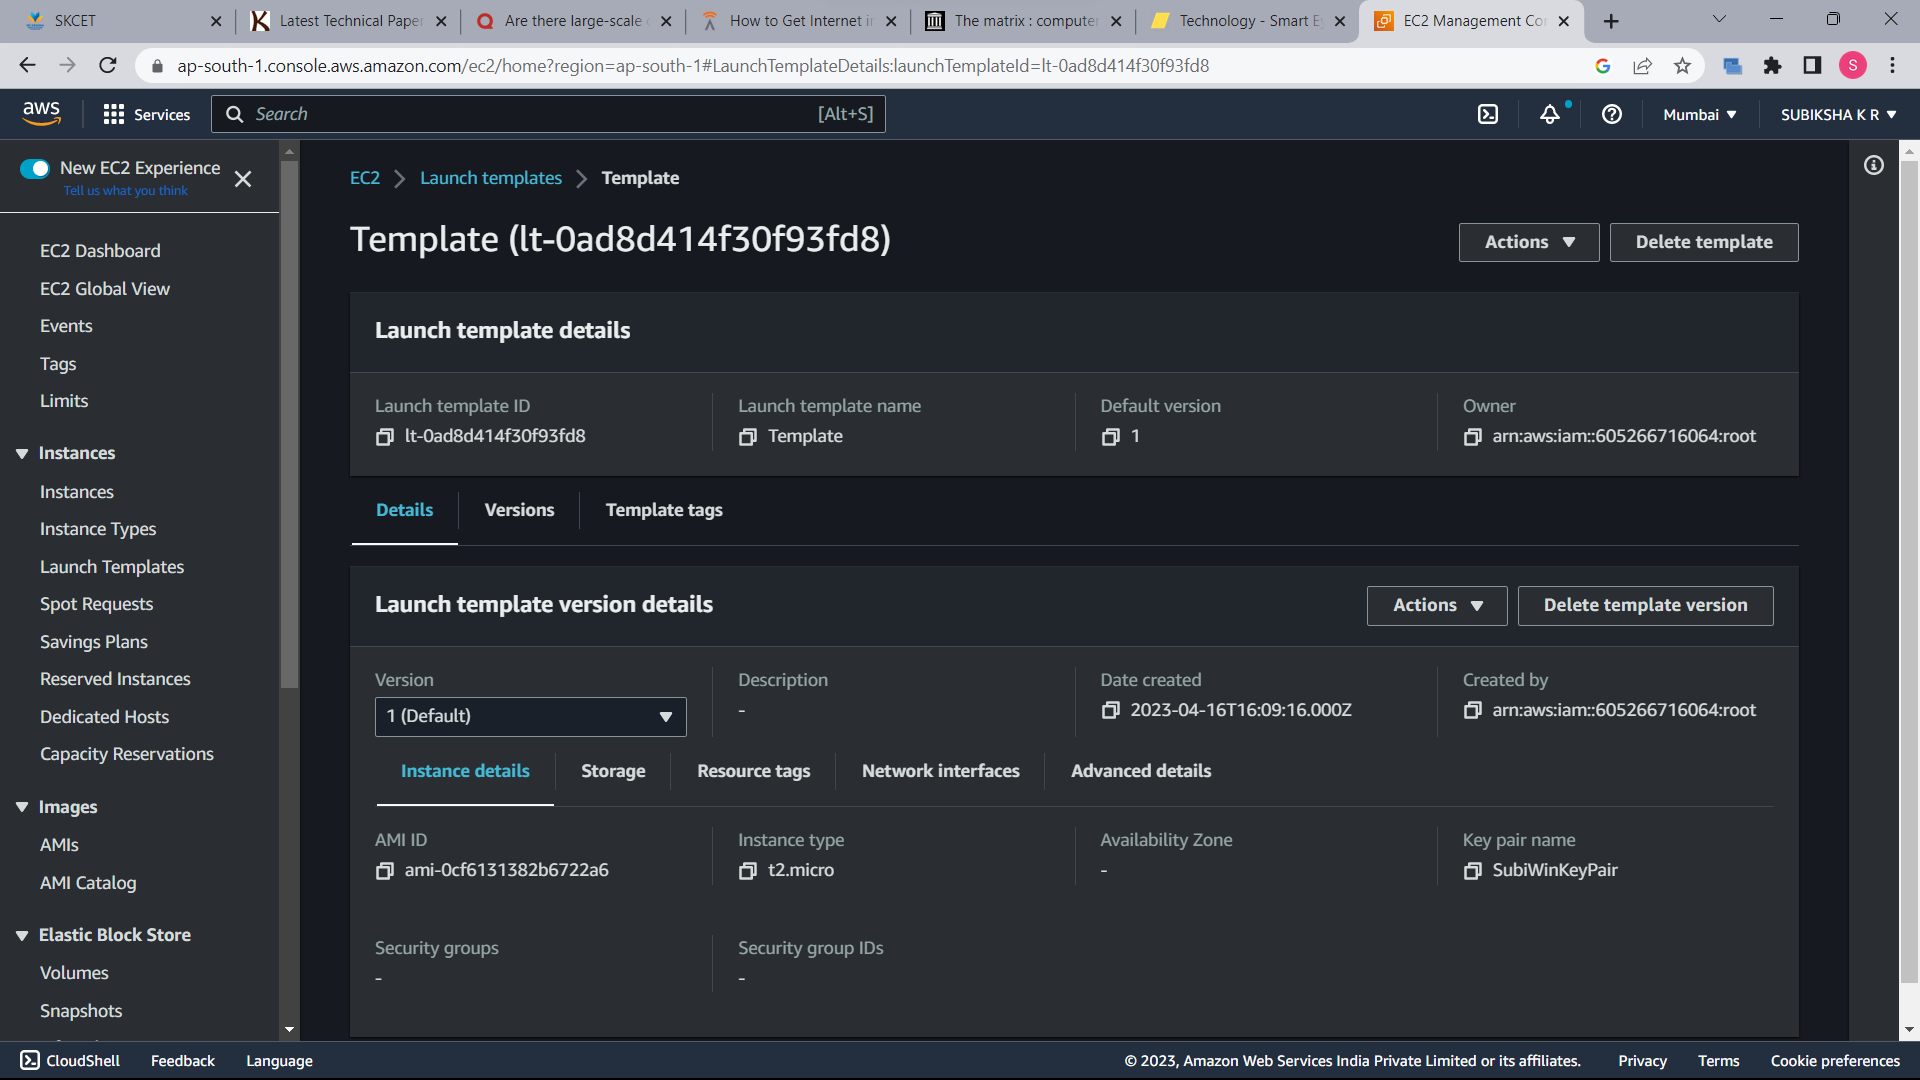 SKCET
Latest Technical Paper
Are there large-scale
How to Get Internet in
The matrix : computer
Technology - Smart E
EC2 Management Co
ap-south-1.console.aws.amazon.com/ec2/home?region=ap-south-1#LaunchTemplateDetails:launchTemplateId=lt-0ad8d414f30f93fd8
S
aws
Services
Search
[Alt+S]
Mumbai
SUBIKSHA K R
New EC2 Experience
Tell us what you think
EC2 Dashboard
EC2 Global View
Events
Tags
Limits
Instances
Instances
Instance Types
Launch Templates
Spot Requests
Savings Plans
Reserved Instances
Dedicated Hosts
Capacity Reservations
Images
AMIs
AMI Catalog
Elastic Block Store
Volumes
Snapshots
EC2
Launch templates
Template
Template (lt-0ad8d414f30f93fd8)
Actions
Delete template
Launch template details
Launch template ID
lt-0ad8d414f30f93fd8
Launch template name
Template
Default version
1
Owner
arn:aws:iam::605266716064:root
Details
Versions
Template tags
Launch template version details
Actions
Delete template version
Version
1 (Default)
Description
-
Date created
2023-04-16T16:09:16.000Z
Created by
arn:aws:iam::605266716064:root
Instance details
Storage
Resource tags
Network interfaces
Advanced details
AMI ID
ami-0cf6131382b6722a6
Instance type
t2.micro
Availability Zone
-
Key pair name
SubiWinKeyPair
Security groups
-
Security group IDs
-
CloudShell
Feedback
Language
© 2023, Amazon Web Services India Private Limited or its affiliates.
Privacy
Terms
Cookie preferences